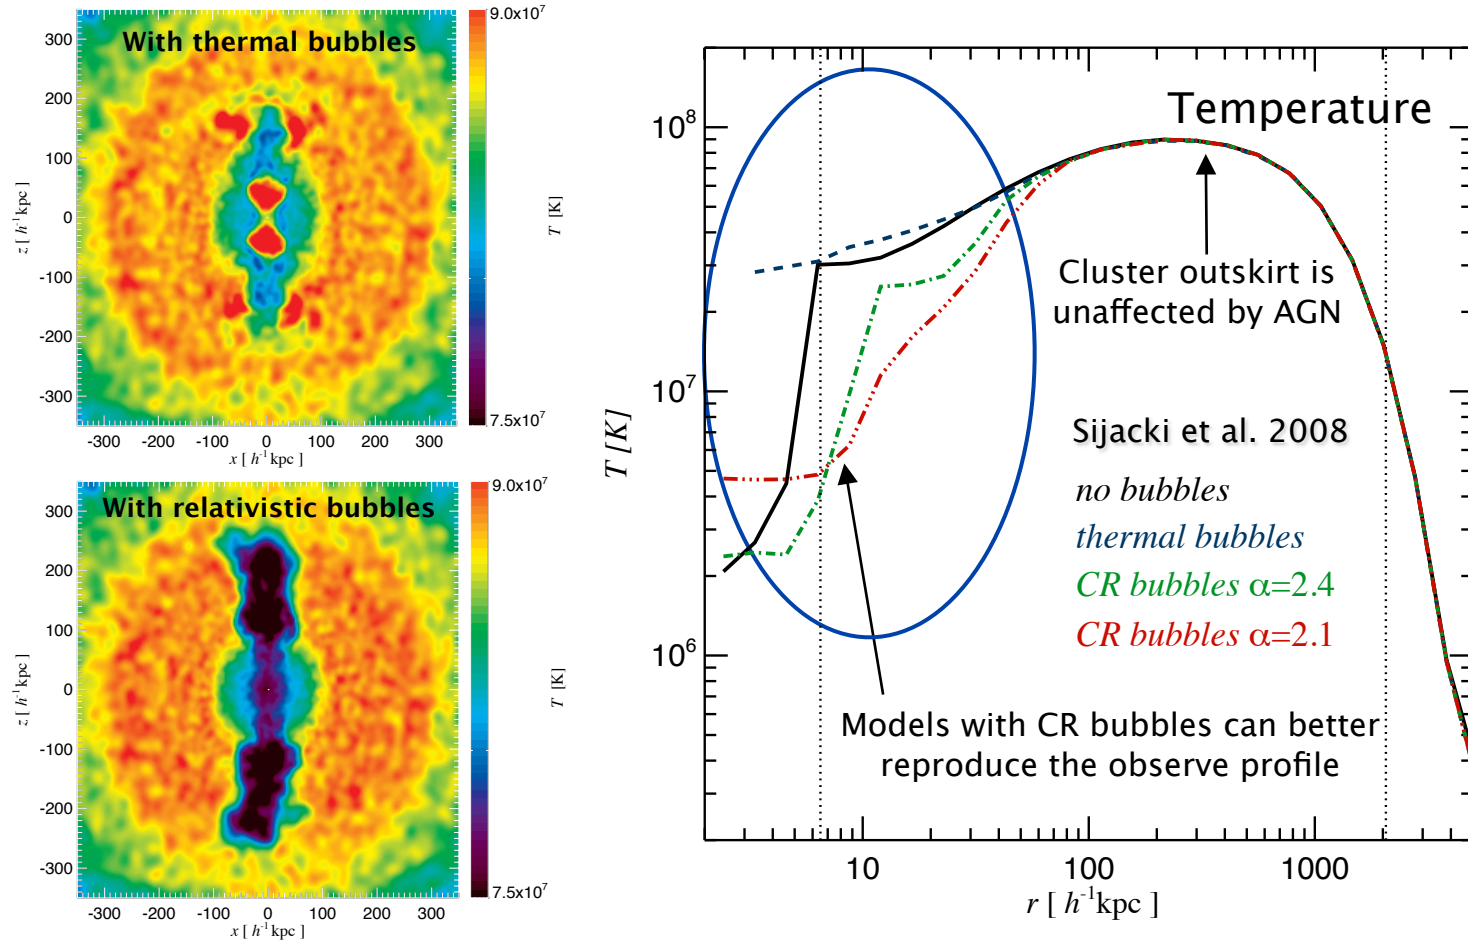 With thermal bubbles
300
200
100
0
-100
-200
-300
z [ h⁻¹kpc ]
-300 -200 -100 0 100 200 300
x [ h⁻¹kpc ]
9.0x10⁷
T [K]
7.5x10⁷
With relativistic bubbles
300
200
100
0
-100
-200
-300
z [ h⁻¹kpc ]
-300 -200 -100 0 100 200 300
x [ h⁻¹kpc ]
9.0x10⁷
T [K]
7.5x10⁷
Temperature
10⁸
10⁷
10⁶
T [K]
Cluster outskirt is
unaffected by AGN
Sijacki et al. 2008
no bubbles
thermal bubbles
CR bubbles α=2.4
CR bubbles α=2.1
Models with CR bubbles can better
reproduce the observe profile
10 100 1000
r [ h⁻¹kpc ]